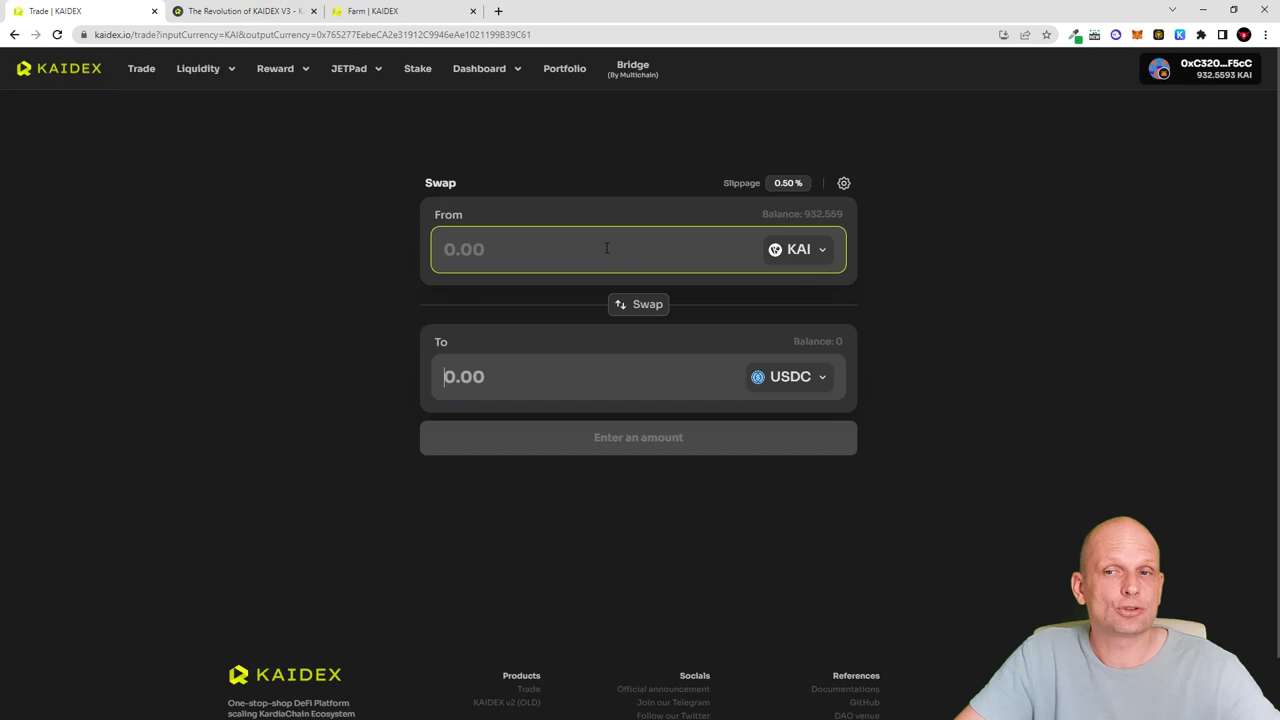 Trade | KAIDEX
The Revolution of KAIDEX V3 - K
Farm | KAIDEX
kaidex.io/trade?inputCurrency=KAI&outputCurrency=0x765277EebeCA2e31912C9946eAe1021199B39C61
KAIDEX
Trade
Liquidity
Reward
JETPad
Stake
Dashboard
Portfolio
Bridge
(By Multichain)
0xC320...F5cC
932.5593 KAI
Swap
Slippage
0.50 %
From
Balance: 932.559
0.00
KAI
Swap
To
Balance: 0
0.00
USDC
Enter an amount
KAIDEX
One-stop-shop DeFi Platform
scaling KardiaChain Ecosystem
Products
Trade
KAIDEX v2 (OLD)
Socials
Official announcement
Join our Telegram
Follow our Twitter
References
Documentations
GitHub
DAO venue